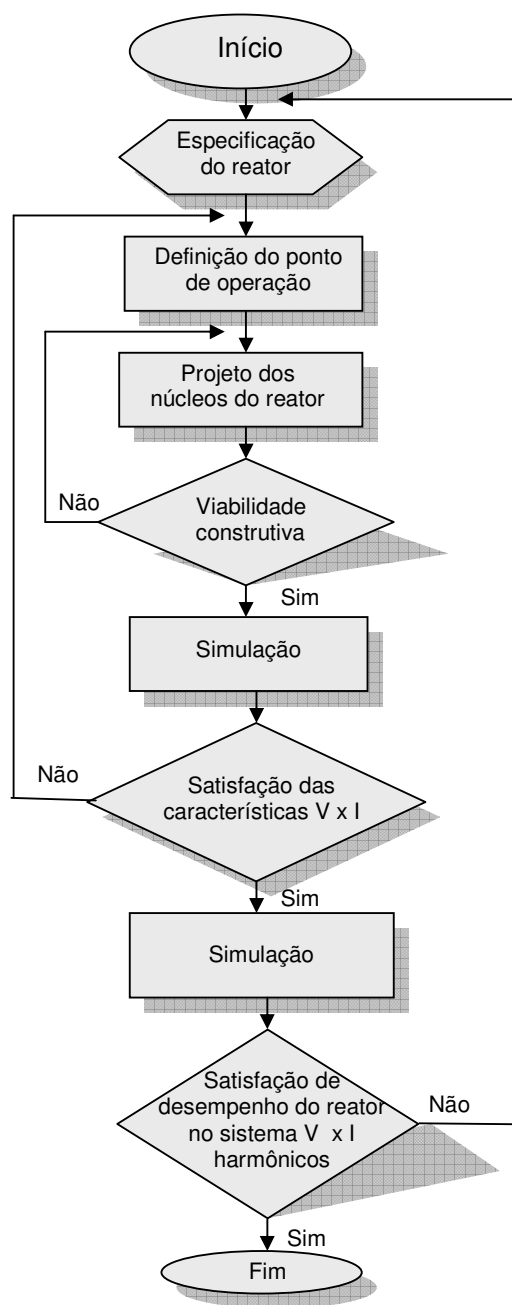 Início
Especificação
do reator
Definição do ponto
de operação
Projeto dos
núcleos do reator
Não
Viabilidade
construtiva
Sim
Simulação
Não
Satisfação das
características V x I
Sim
Simulação
Satisfação de
desempenho do reator
no sistema V x I
harmônicos
Não
Sim
Fim